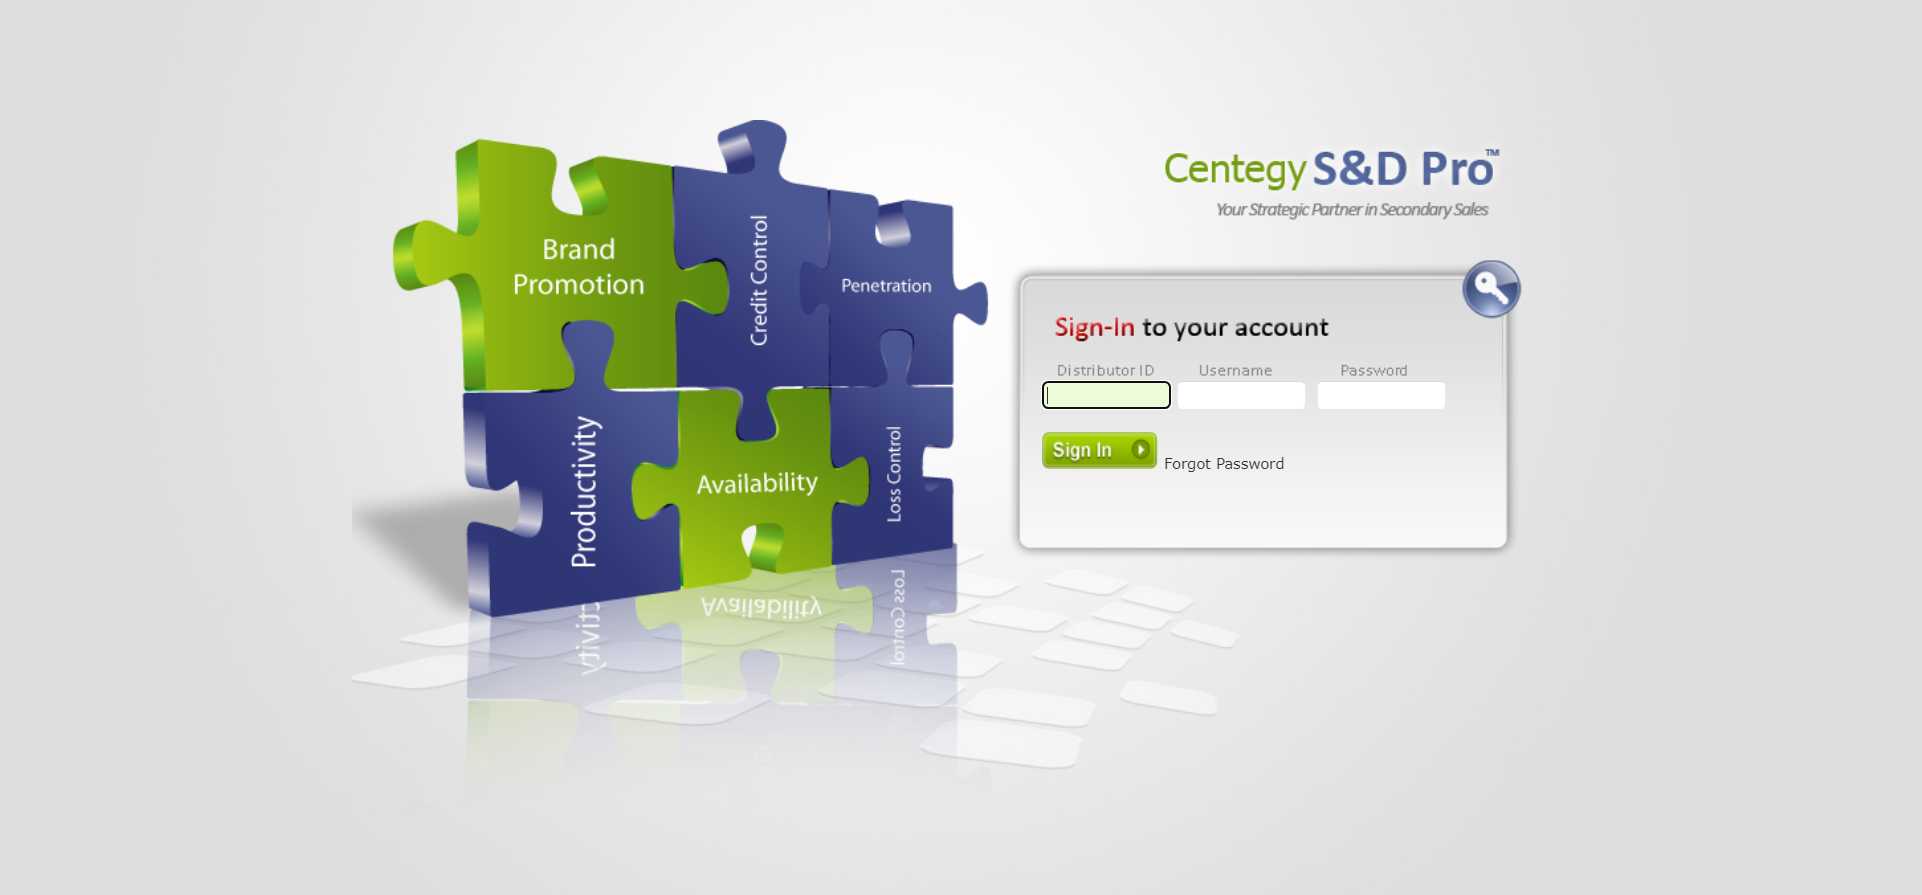 Brand
Promotion
Credit Control
Penetration
Productivity
Availability
Loss Control
Centegy S&D Pro™
Your Strategic Partner in Secondary Sales
Sign-In to your account
Distributor ID Username Password
Sign In
Forgot Password